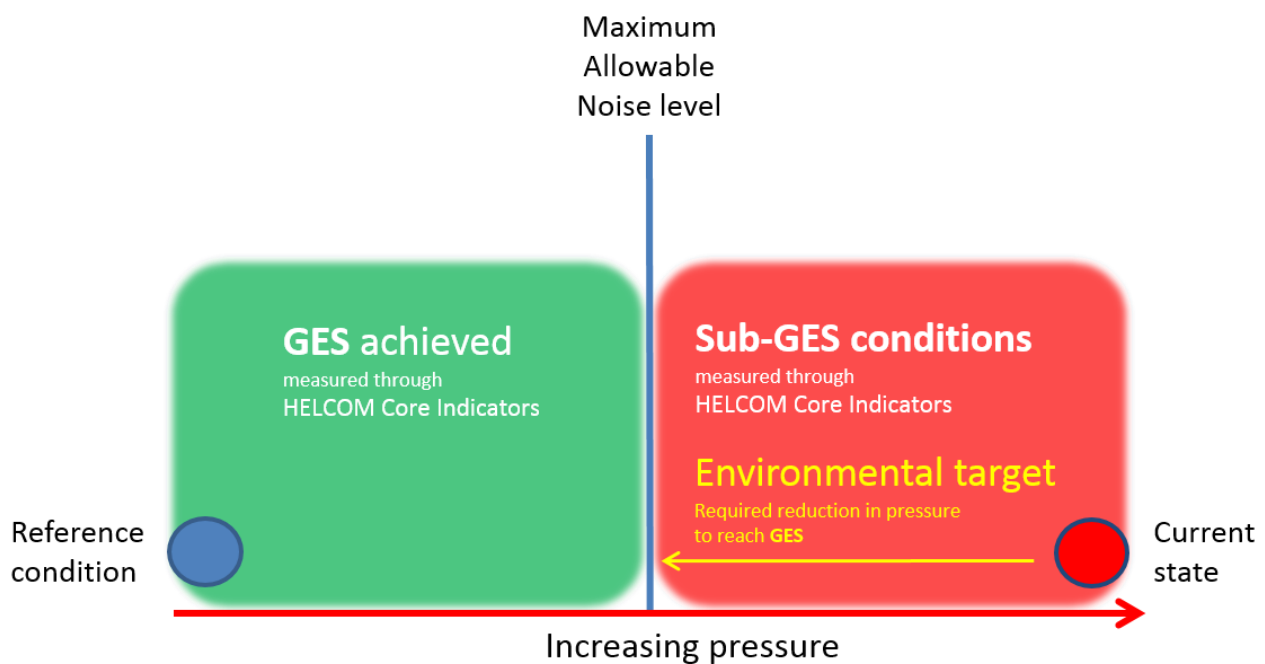 Maximum
Allowable
Noise level
GES achieved
measured through
HELCOM Core Indicators
Sub-GES conditions
measured through
HELCOM Core Indicators
Environmental target
Required reduction in pressure
to reach GES
Reference
condition
Current
state
Increasing pressure